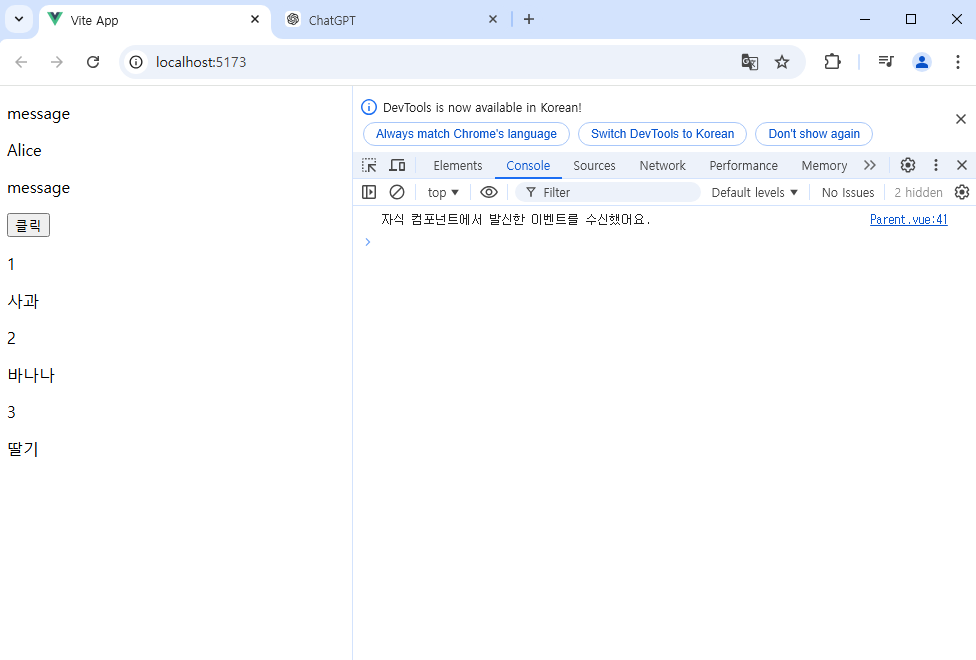 Vite App
ChatGPT
localhost:5173
message
Alice
message
클릭
1
사과
2
바나나
3
딸기
DevTools is now available in Korean!
Always match Chrome's language Switch DevTools to Korean Don't show again
Elements Console Sources Network Performance Memory
top Filter Default levels No Issues 2 hidden
자식 컴포넌트에서 발신한 이벤트를 수신했어요. Parent.vue:41